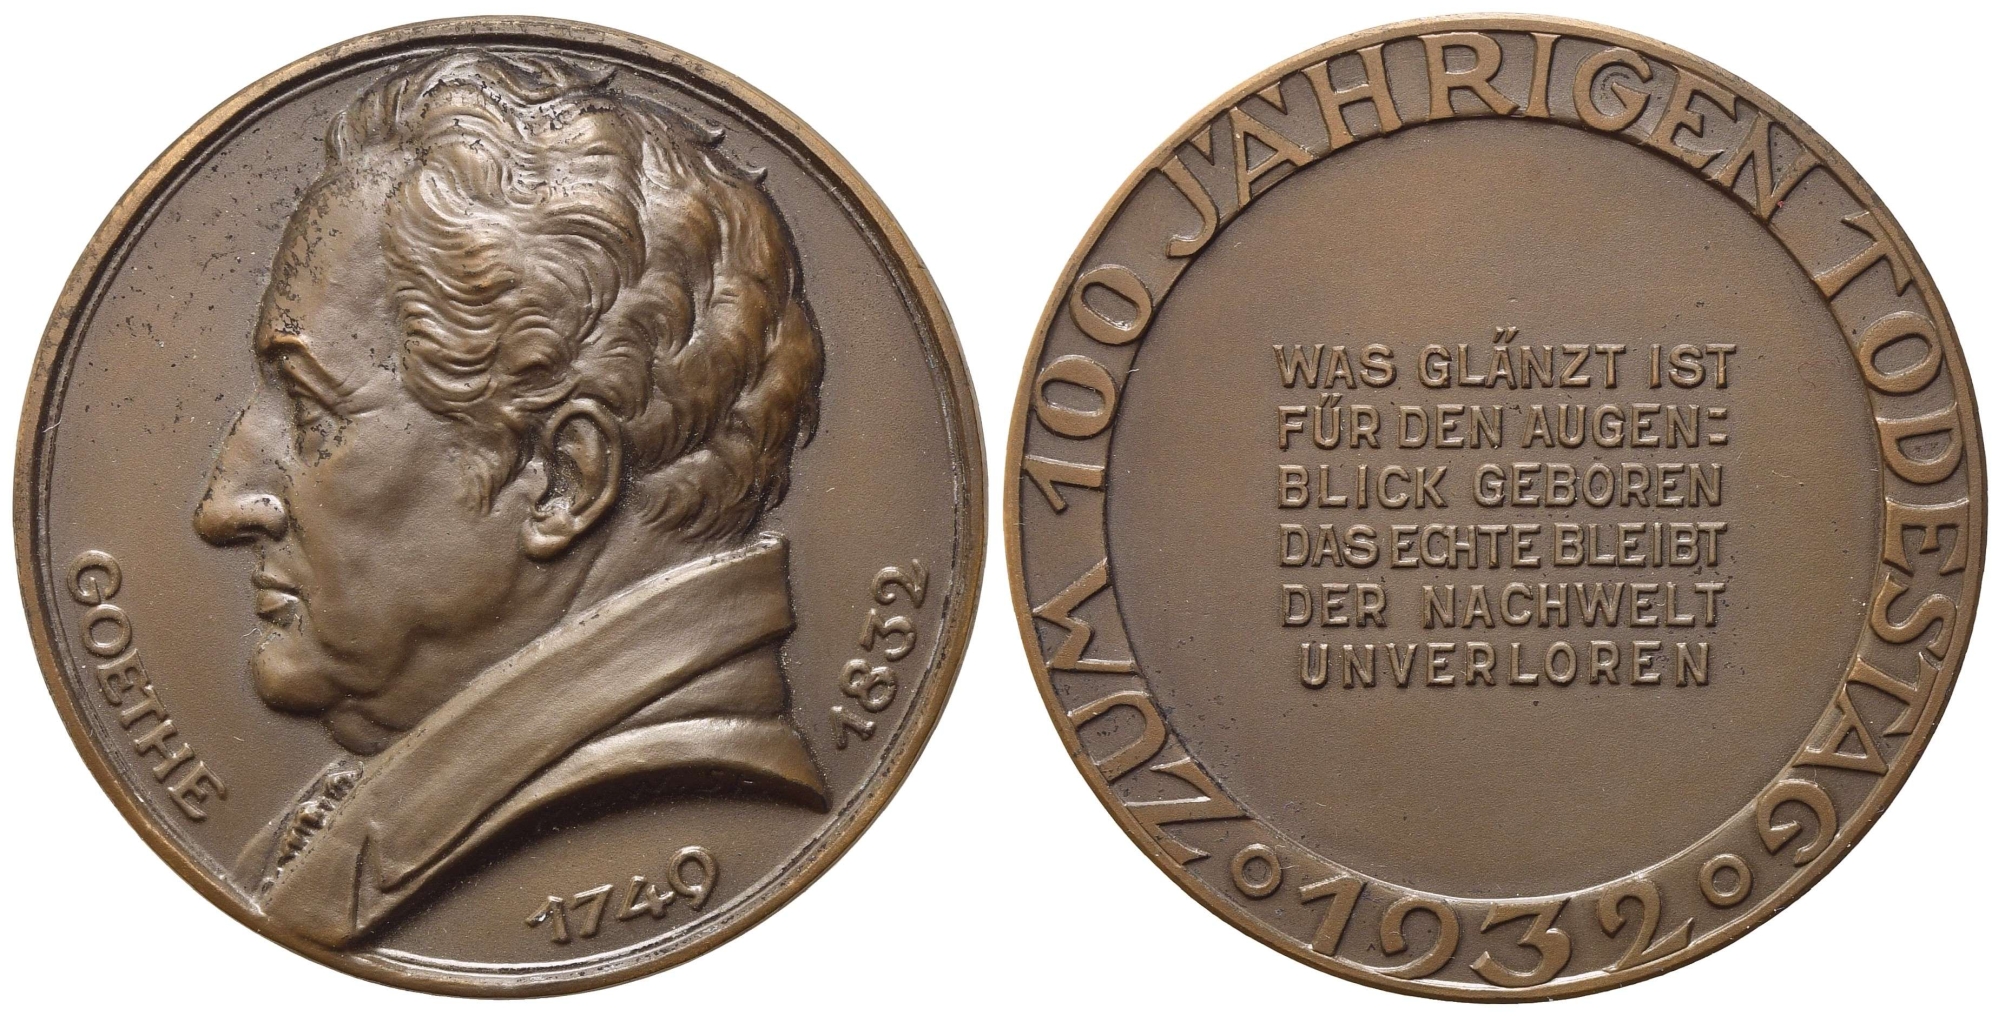 GOETHE
1749
1832
ZUM 100 JÄHRIGEN TODESTAG
1932
WAS GLÄNZT IST
FÜR DEN AUGEN=
BLICK GEBOREN
DAS ECHTE BLEIBT
DER NACHWELT
UNVERLOREN